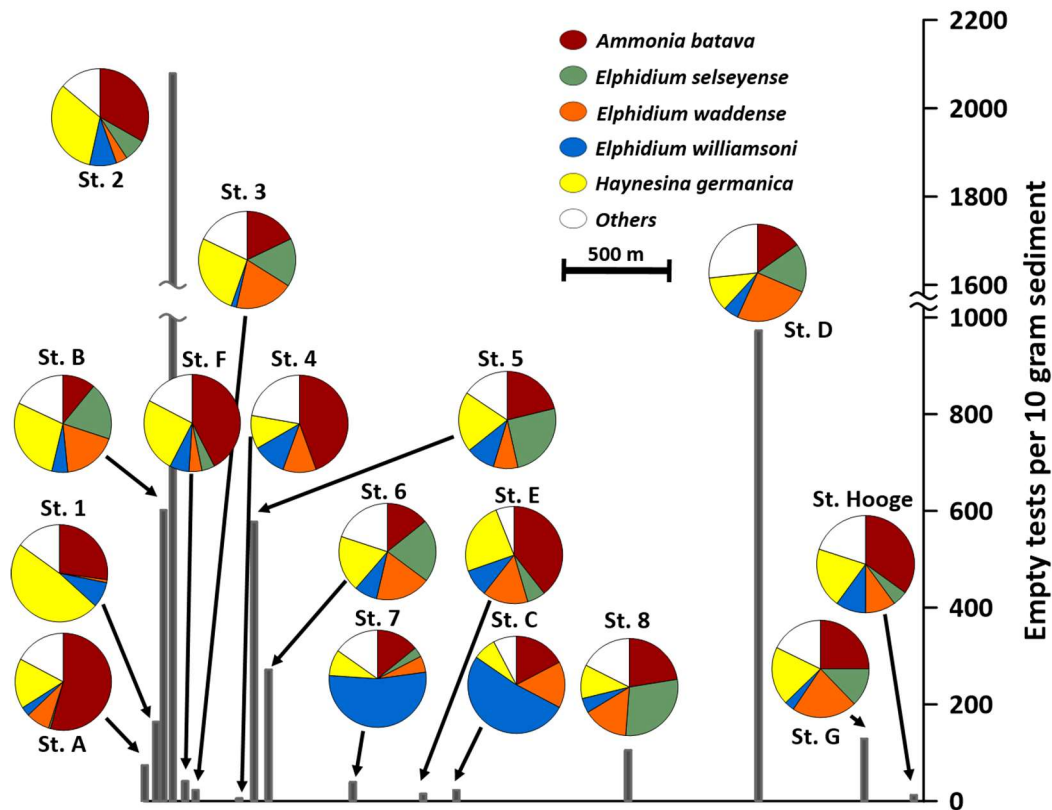 2200
Ammonia batava
Elphidium selseyense
Elphidium waddense
Elphidium williamsoni
Haynesina germanica
Others
500 m
2000
1800
1600
1000
800
600
400
200
0
Empty tests per 10 gram sediment
St. 2
St. 3
St. D
St. B
St. F
St. 4
St. 5
St. 1
St. 6
St. E
St. Hooge
St. A
St. 7
St. C
St. 8
St. G